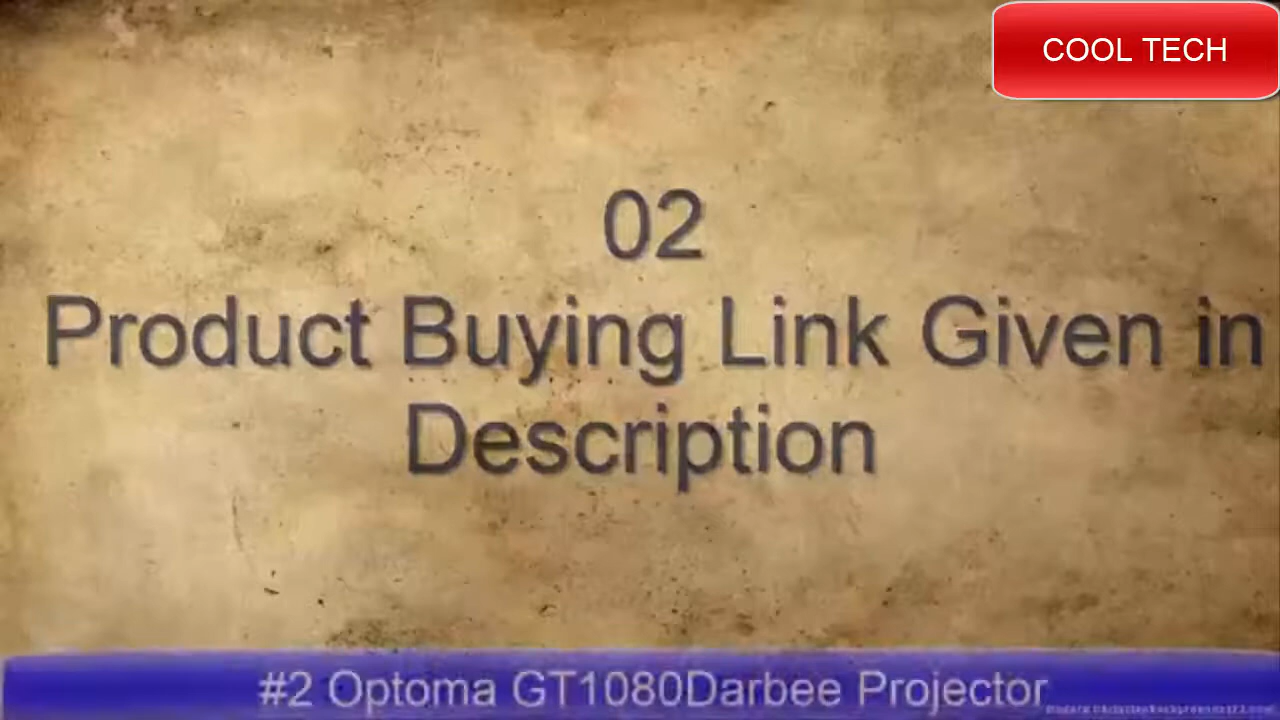 COOL TECH
02
Product Buying Link Given in
Description
#2 Optoma GT1080Darbee Projector